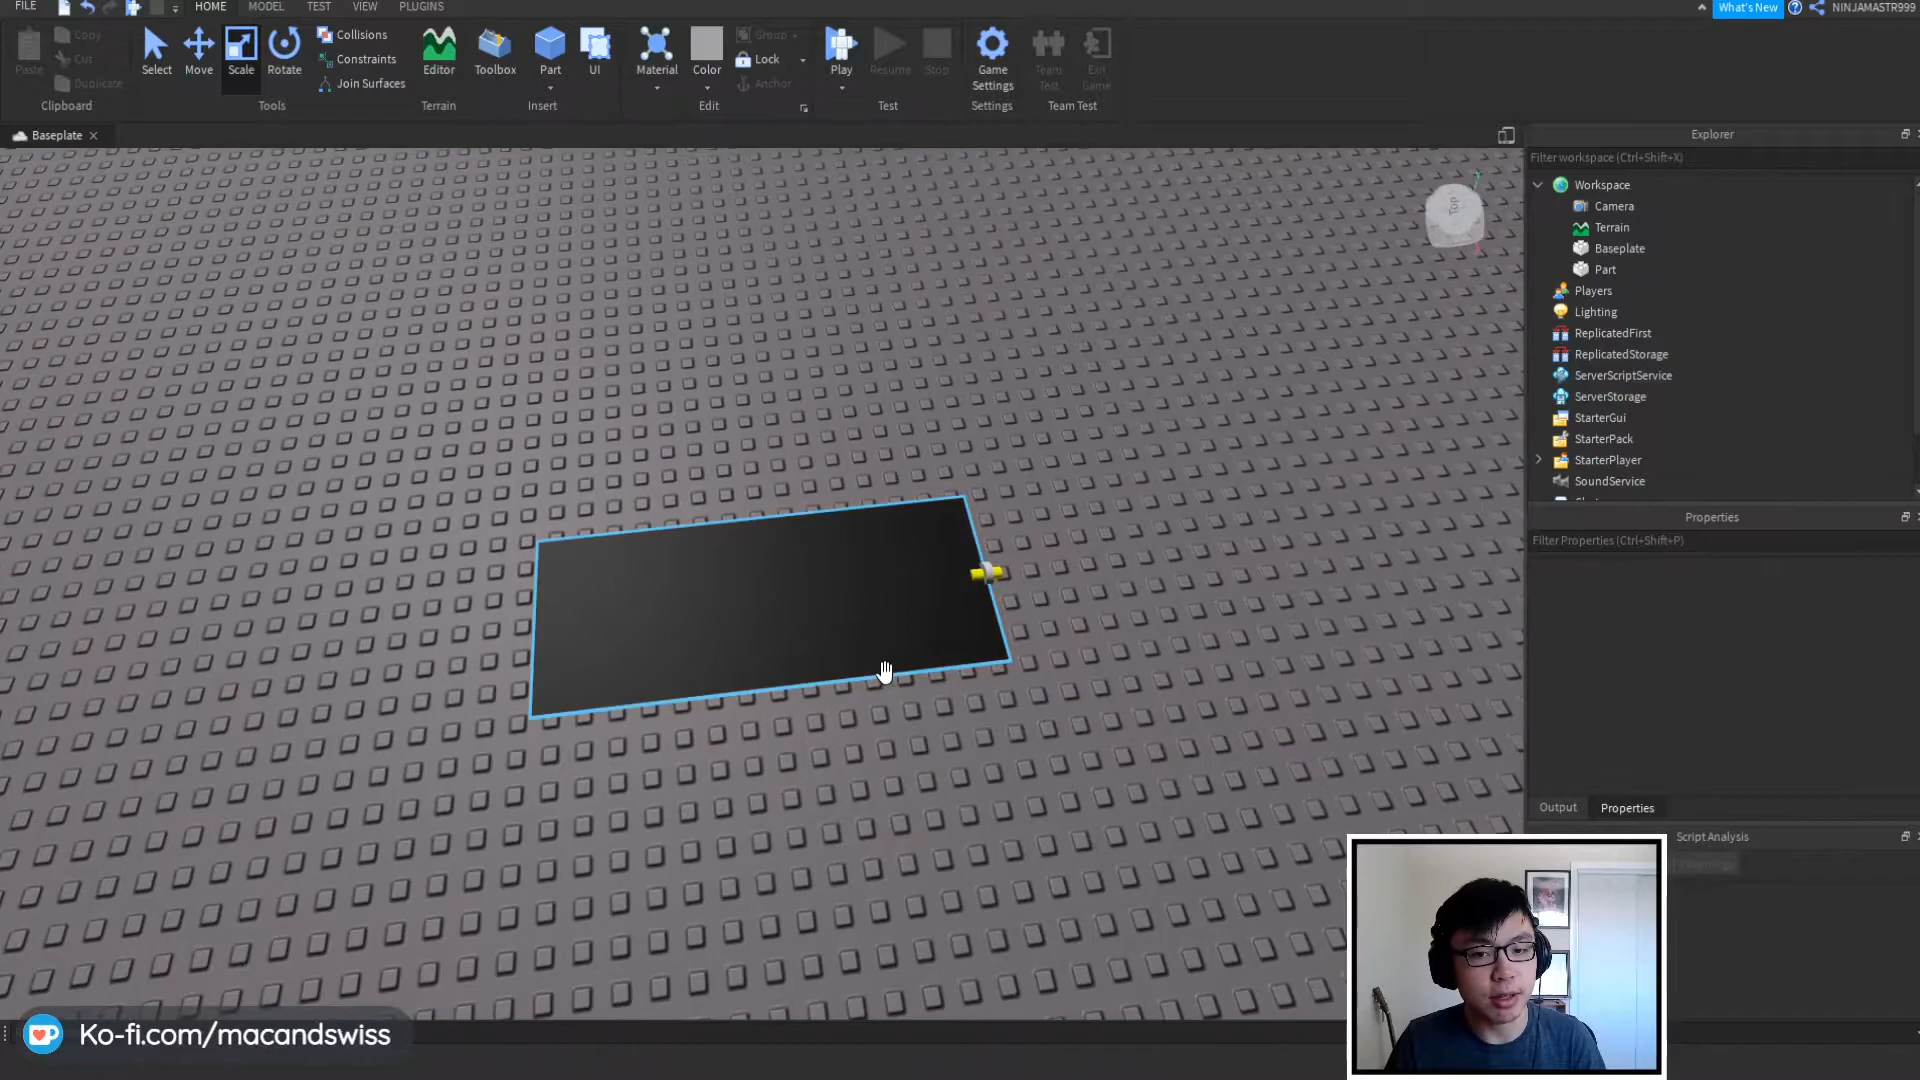 FILE HOME MODEL TEST VIEW PLUGINS What's New NINJAMASTR999
Paste Copy Cut Duplicate Clipboard
Select Move Scale Rotate Collisions Constraints Join Surfaces Tools
Editor Terrain
Toolbox Part UI Insert
Material Color Group Lock Anchor Edit
Play Resume Stop Test
Game Settings Settings
Team Test Exit Game Team Test
Baseplate
Top
Explorer
Filter workspace (Ctrl+Shift+X)
Workspace
Camera
Terrain
Baseplate
Part
Players
Lighting
ReplicatedFirst
ReplicatedStorage
ServerScriptService
ServerStorage
StarterGui
StarterPack
StarterPlayer
SoundService
Properties
Filter Properties (Ctrl+Shift+P)
Output Properties
Script Analysis
Ko-fi.com/macandswiss